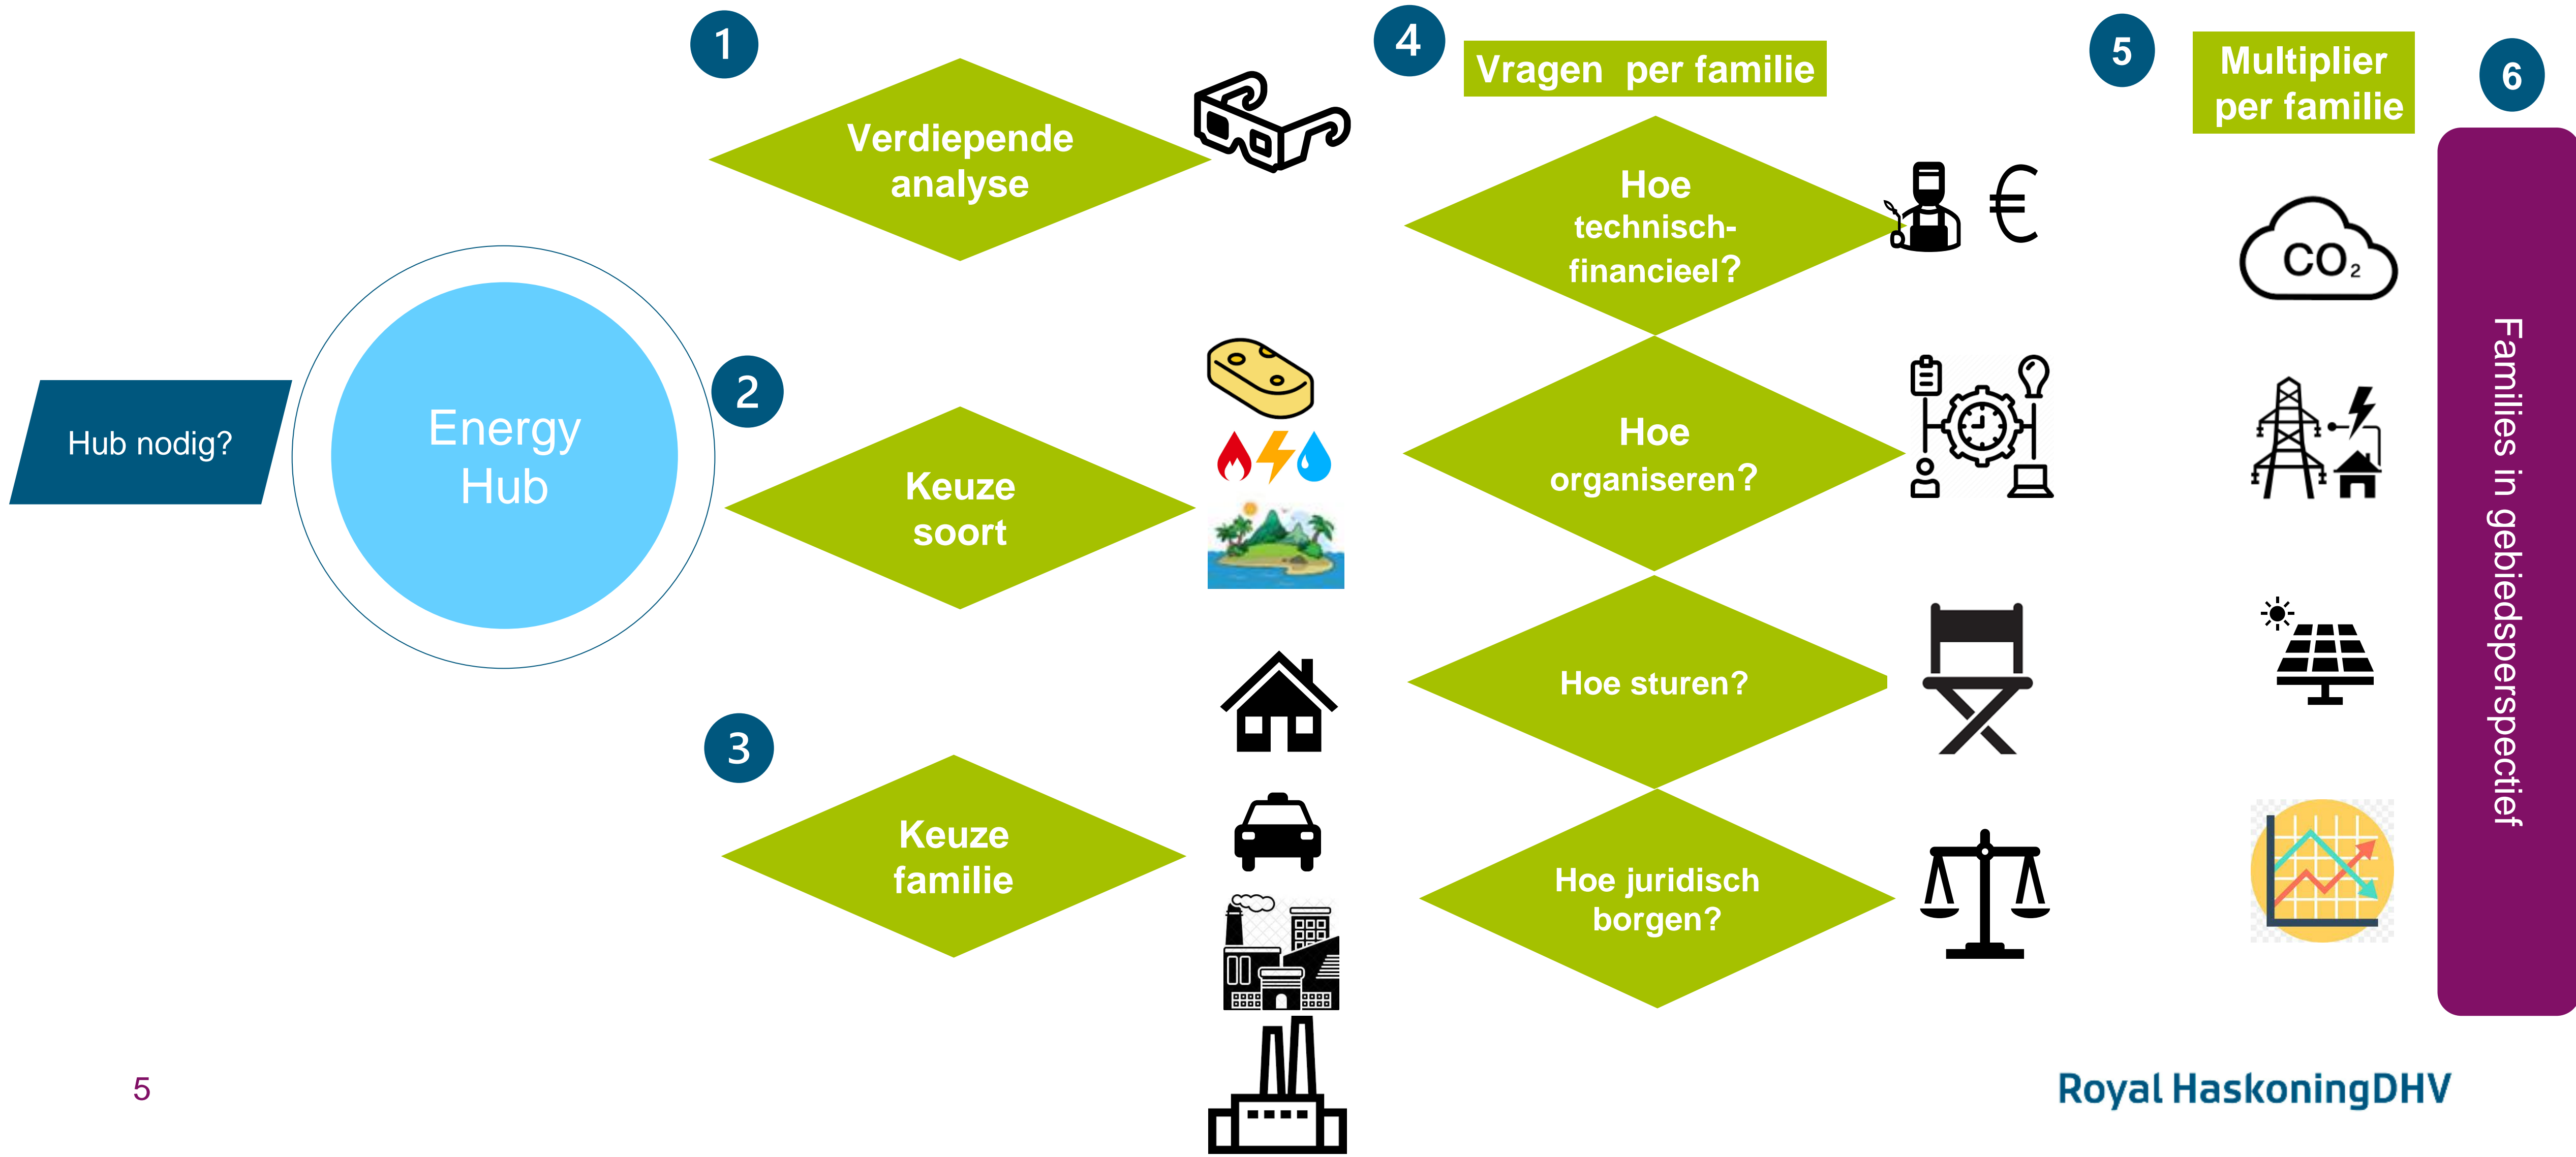 Hub nodig?
Energy
Hub
1
Verdiepende
analyse
2
Keuze
soort
3
Keuze
familie
4
Vragen per familie
Hoe
technisch-
financieel?
Hoe
organiseren?
Hoe sturen?
Hoe juridisch
borgen?
€
5
Multiplier
per familie
CO₂
6
Families in gebiedsperspectief
5
Royal HaskoningDHV